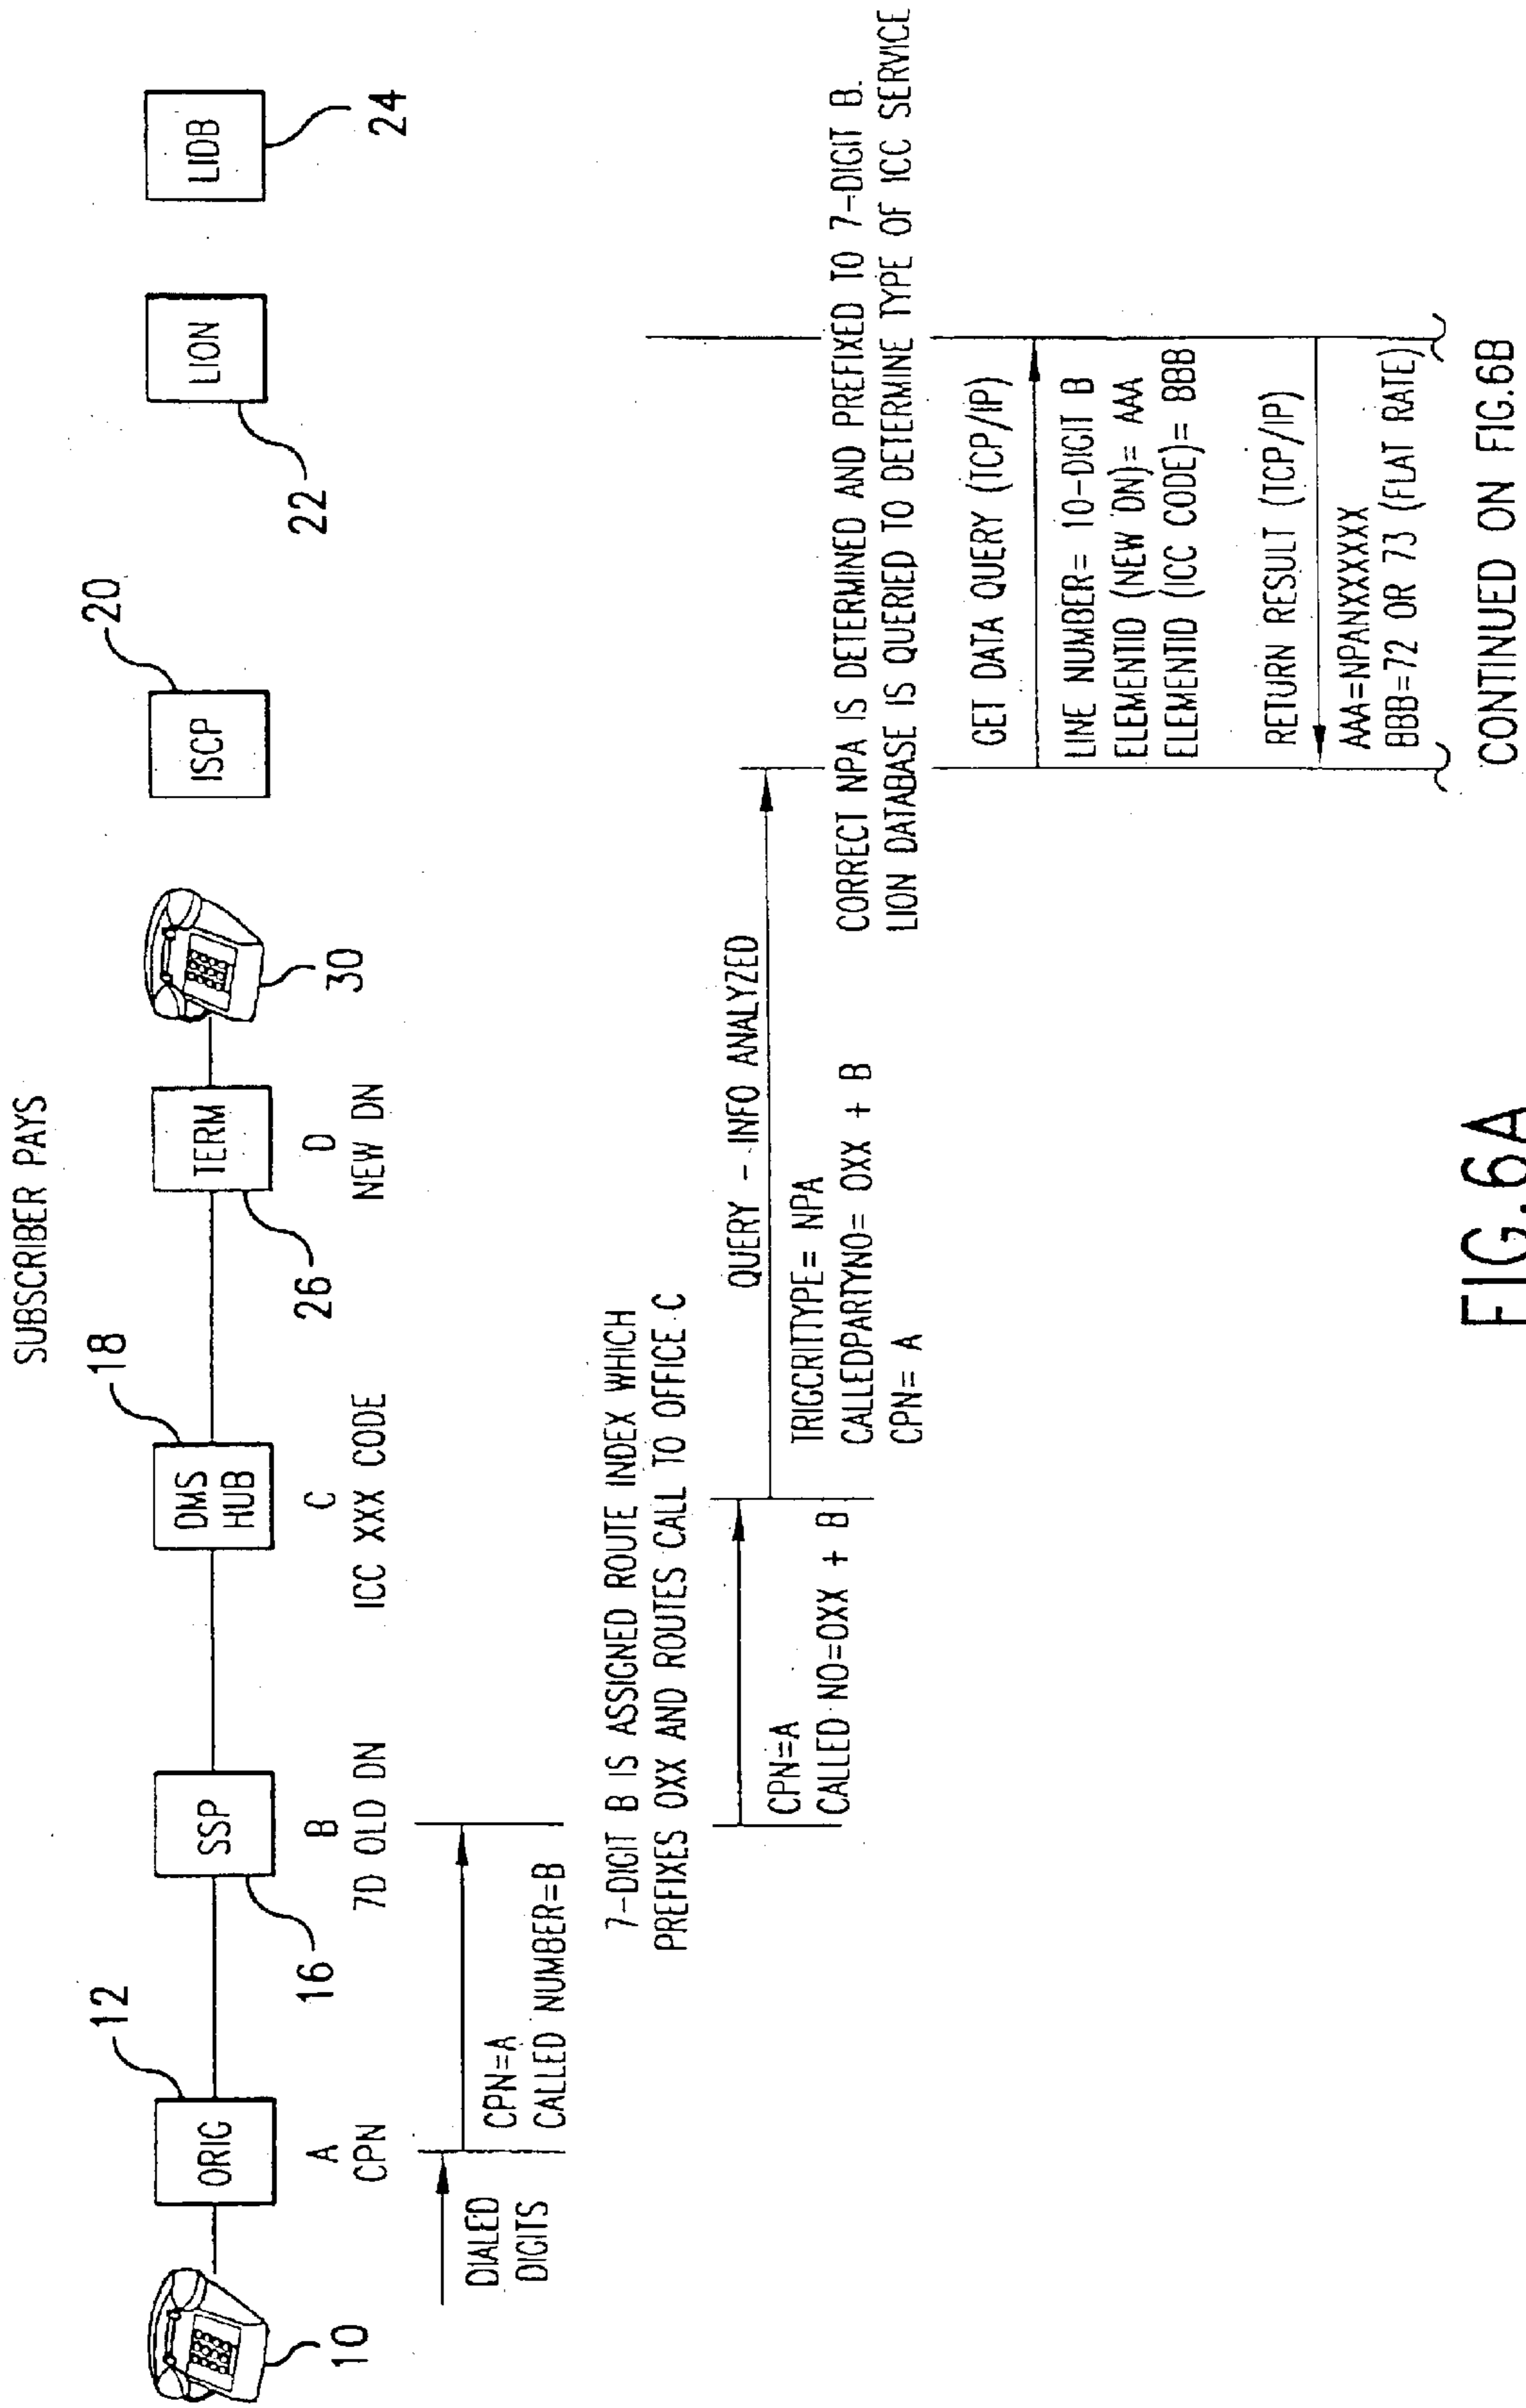 SUBSCRIBER PAYS
10
12
ORIG
A
CPN
16
SSP
B
7D OLD DN
18
DMS
HUB
C
ICC XXX CODE
26
TERM
D
NEW DN
30
20
ISCP
22
LION
LIDB
24
DIALED
DIGITS
CPN=A
CALLED NUMBER=B
7-DIGIT B IS ASSIGNED ROUTE INDEX WHICH
PREFIXES OXX AND ROUTES CALL TO OFFICE C
CPN=A
CALLED NO=OXX + B
QUERY - INFO ANALYZED
TRIGCRITTYPE= NPA
CALLEDPARTYNO= OXX + B
CPN= A
CORRECT NPA IS DETERMINED AND PREFIXED TO 7-DIGIT B.
LION DATABASE IS QUERIED TO DETERMINE TYPE OF ICC SERVICE
GET DATA QUERY (TCP/IP)
LINE NUMBER= 10-DIGIT B
ELEMENTID (NEW DN)= AAA
ELEMENTID (ICC CODE)= BBB
RETURN RESULT (TCP/IP)
AAA=NPANXXXXXX
BBB=72 OR 73 (FLAT RATE)
CONTINUED ON FIG.6B
FIG.6A